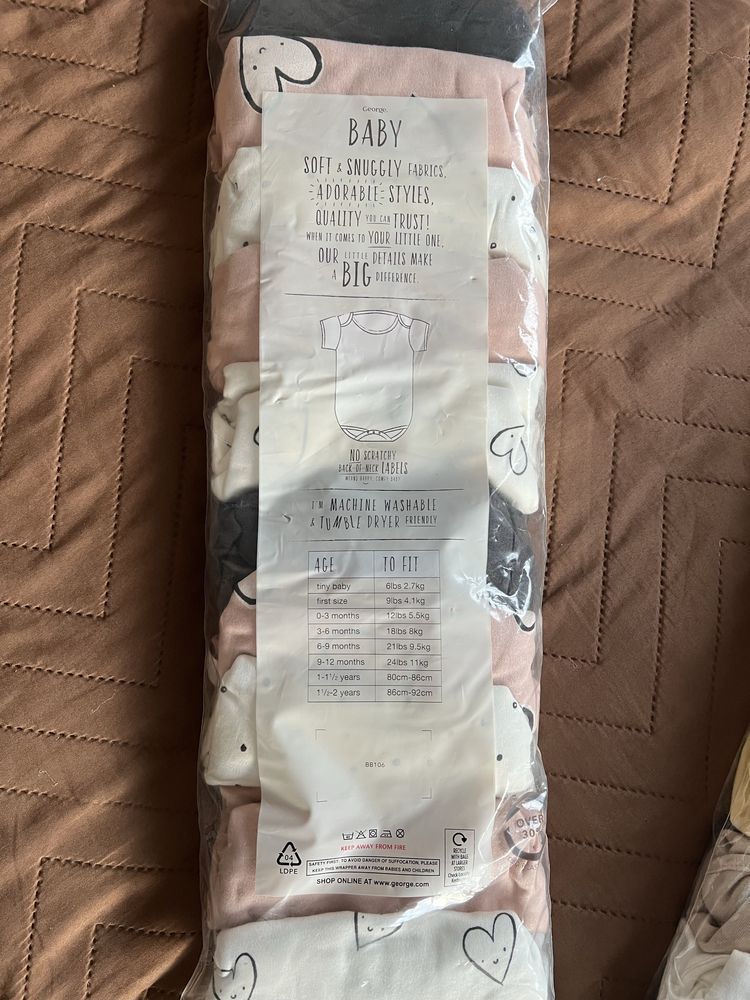 George.
BABY
SOFT & SNUGGLY FABRICS,
ADORABLE STYLES,
QUALITY YOU CAN TRUST!
WHEN IT COMES TO YOUR LITTLE ONE,
OUR LITTLE DETAILS MAKE
A BIG DIFFERENCE.
NO SCRATCHY
BACK-OF-NECK LABELS
MEANS HAPPY, COMFY BABY
I'M MACHINE WASHABLE
& TUMBLE DRYER FRIENDLY
AGE TO FIT
tiny baby 6lbs 2.7kg
first size 9lbs 4.1kg
0-3 months 12lbs 5.5kg
3-6 months 18lbs 8kg
6-9 months 21lbs 9.5kg
9-12 months 24lbs 11kg
1-1½ years 80cm-86cm
1½-2 years 86cm-92cm
BB106
OVER
30
KEEP AWAY FROM FIRE
04
LDPE
SAFETY FIRST. TO AVOID DANGER OF SUFFOCATION, PLEASE
KEEP THIS WRAPPER AWAY FROM BABIES AND CHILDREN
SHOP ONLINE AT www.george.com
RECYCLE
WITH BAGS
AT LARGER
STORES